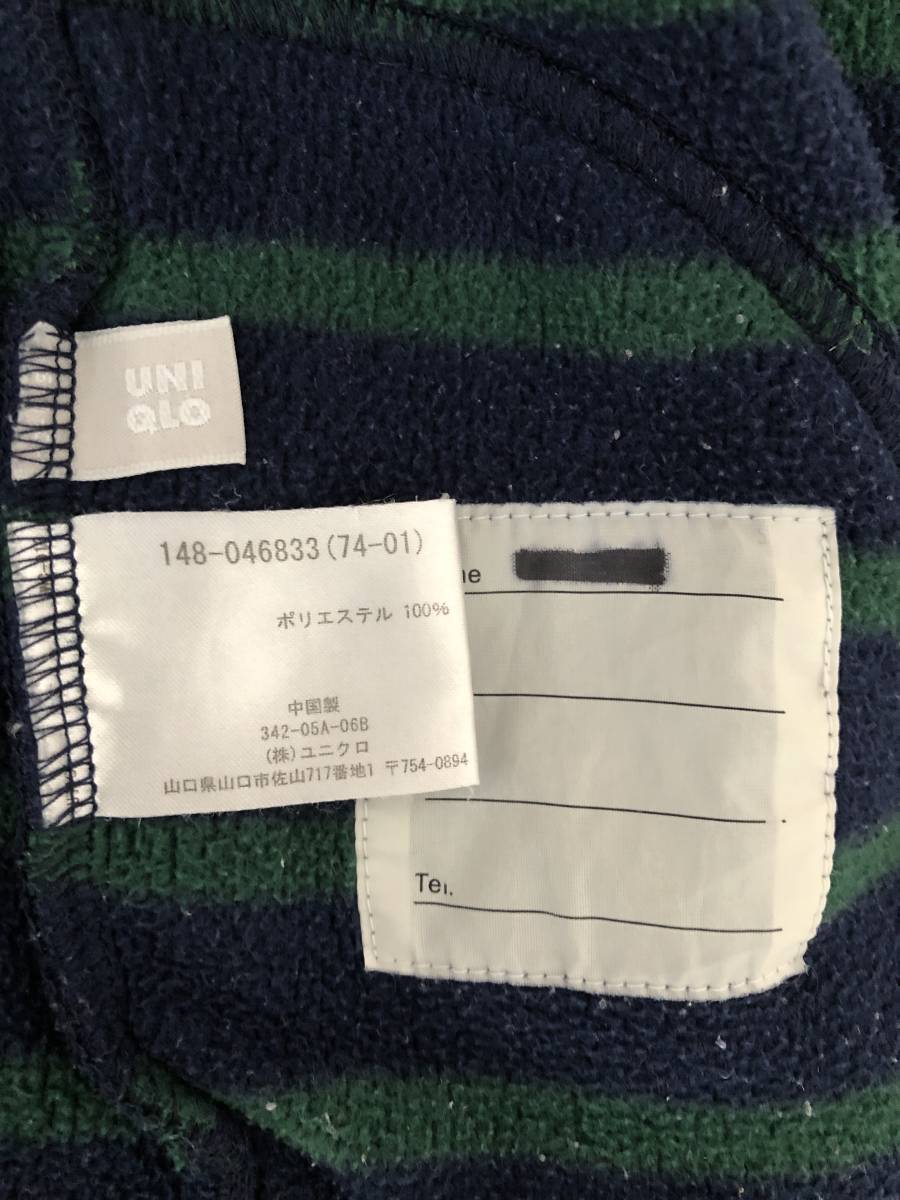 UNI
QLO
148-046833(74-01)
ポリエステル 100%
中国製
342-05A-06B
(株)ユニクロ
山口県山口市佐山717番地1 〒754-0894
me
Tel.